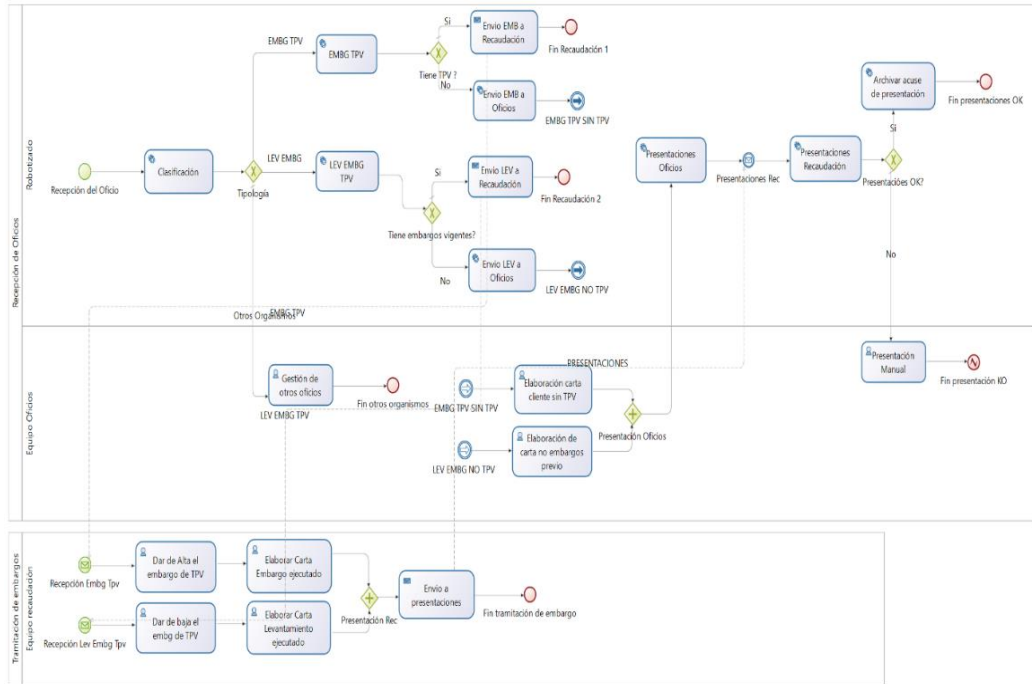 Recepción de Oficios
Robotizado
Recepción del Oficio
Clasificación
Tipología
EMBG TPV
EMBG TPV
Tiene TPV ?
Si
Envio EMB a
Recaudación
Fin Recaudación 1
No
Envio EMB a
Oficios
EMBG TPV SIN TPV
LEV EMBG
LEV EMBG
TPV
Tiene embargos vigentes?
Si
Envio LEV a
Recaudación
Fin Recaudación 2
No
Envio LEV a
Oficios
LEV EMBG NO TPV
Presentaciones
Oficios
Presentaciones Rec
Presentaciones
Recaudación
Presentacióes OK?
Si
Archivar acuse
de presentación
Fin presentaciones OK
No
Otros Organismos
EMBG TPV
Equipo Oficios
Gestión de
otros oficios
Fin otros organismos
LEV EMBG TPV
EMBG TPV SIN TPV
Elaboración carta
cliente sin TPV
PRESENTACIONES
LEV EMBG NO TPV
Elaboración de
carta no embargos
previo
Presentación Oficios
Presentación
Manual
Fin presentación KO
Tramitación de embargos
Equipo recaudación
Recepción Embg Tpv
Dar de Alta el
embargo de TPV
Elaborar Carta
Embargo ejecutado
Recepción Lev Embg Tpv
Dar de baja el
embg de TPV
Elaborar Carta
Levantamiento
ejecutado
Presentación Rec
Envio a
presentaciones
Fin tramitación de embargo